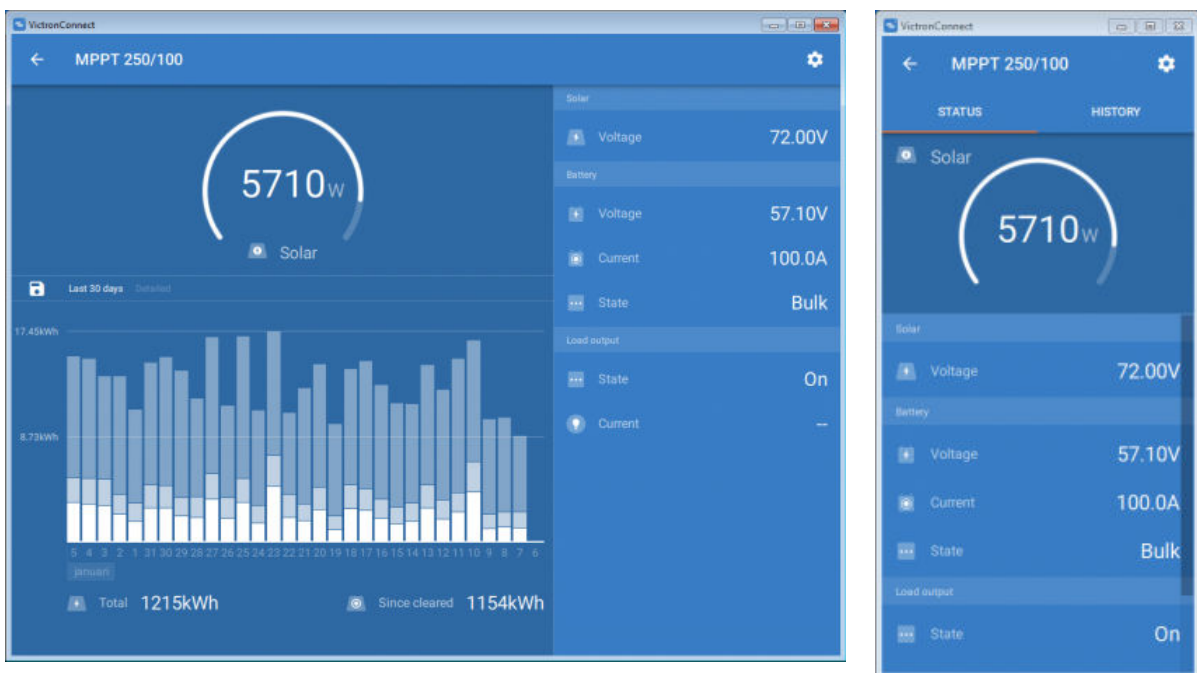 VictronConnect
MPPT 250/100
5710W
Solar
Last 30 days Detailed
17.45kWh
8.73kWh
5 4 3 2 1 31 30 29 28 27 26 25 24 23 22 21 20 19 18 17 16 15 14 13 12 11 10 9 8 7 6
januari
Total 1215kWh Since cleared 1154kWh
Solar
Voltage 72.00V
Battery
Voltage 57.10V
Current 100.0A
State Bulk
Load output
State On
Current --
VictronConnect
MPPT 250/100
STATUS HISTORY
Solar
5710W
Solar
Voltage 72.00V
Battery
Voltage 57.10V
Current 100.0A
State Bulk
Load output
State On